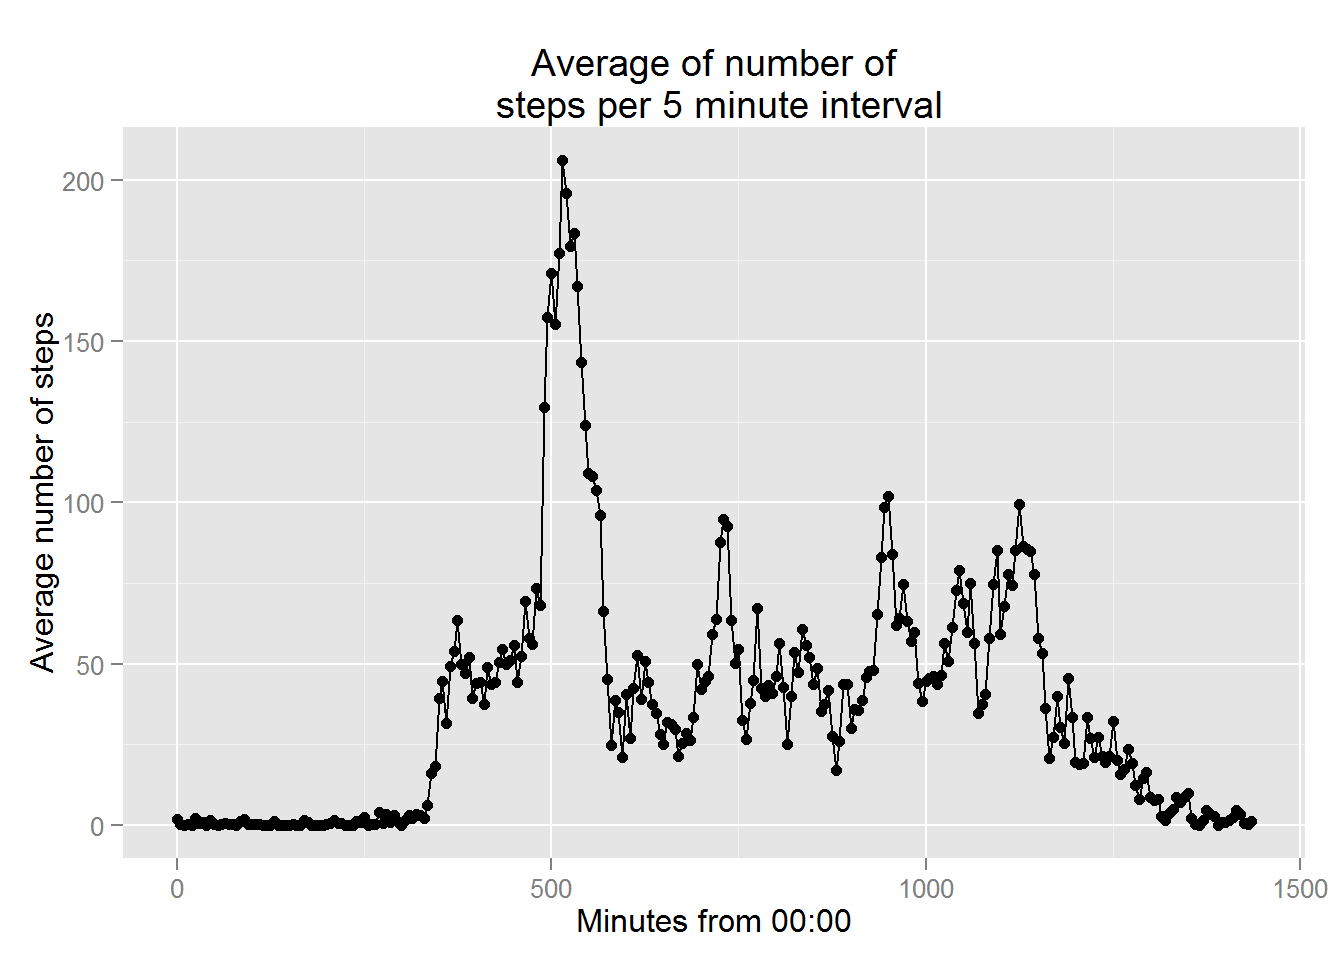 Average of number of
steps per 5 minute interval
Average number of steps
200
150
100
50
0
0 500 1000 1500
Minutes from 00:00